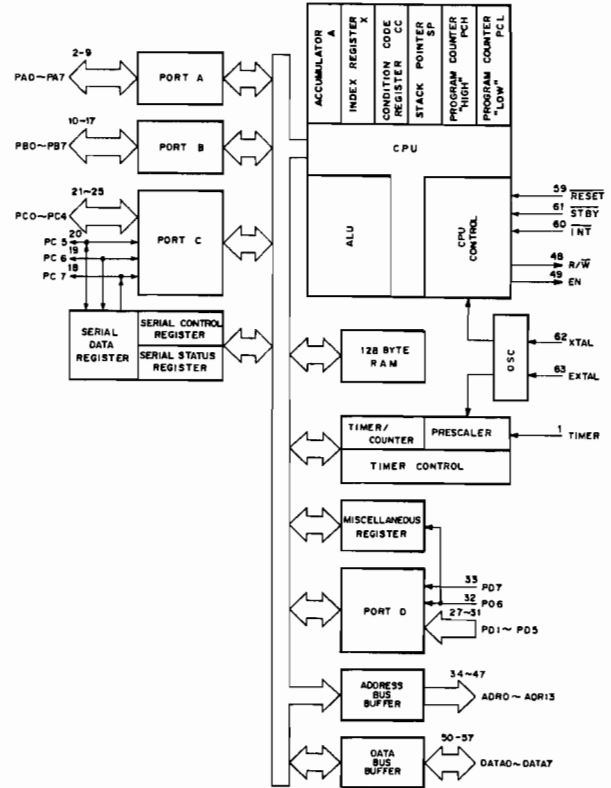 ACCUMULATOR A
INDEX REGISTER X
CONDITION CODE
REGISTER CC
STACK POINTER SP
PROGRAM COUNTER
"HIGH" PCH
PROGRAM COUNTER
"LOW" PCL
CPU
ALU
CPU
CONTROL
2-9
PA0~PA7
PORT A
10-17
PB0~PB7
PORT B
21~25
PC0~PC4
20
PC 5
19
PC 6
18
PC 7
PORT C
SERIAL
DATA
REGISTER
SERIAL CONTROL
REGISTER
SERIAL STATUS
REGISTER
59 RESET
61 STBY
60 INT
48 R/W
49 EN
128 BYTE
RAM
OSC
62 XTAL
63 EXTAL
TIMER/
COUNTER
PRESCALER
TIMER CONTROL
1 TIMER
MISCELLANEOUS
REGISTER
PORT D
33 PD7
32 PD6
27~31
PD1~ PD5
ADDRESS
BUS
BUFFER
34~47
ADR0~ADR13
DATA
BUS
BUFFER
50-57
DATA0~DATA7